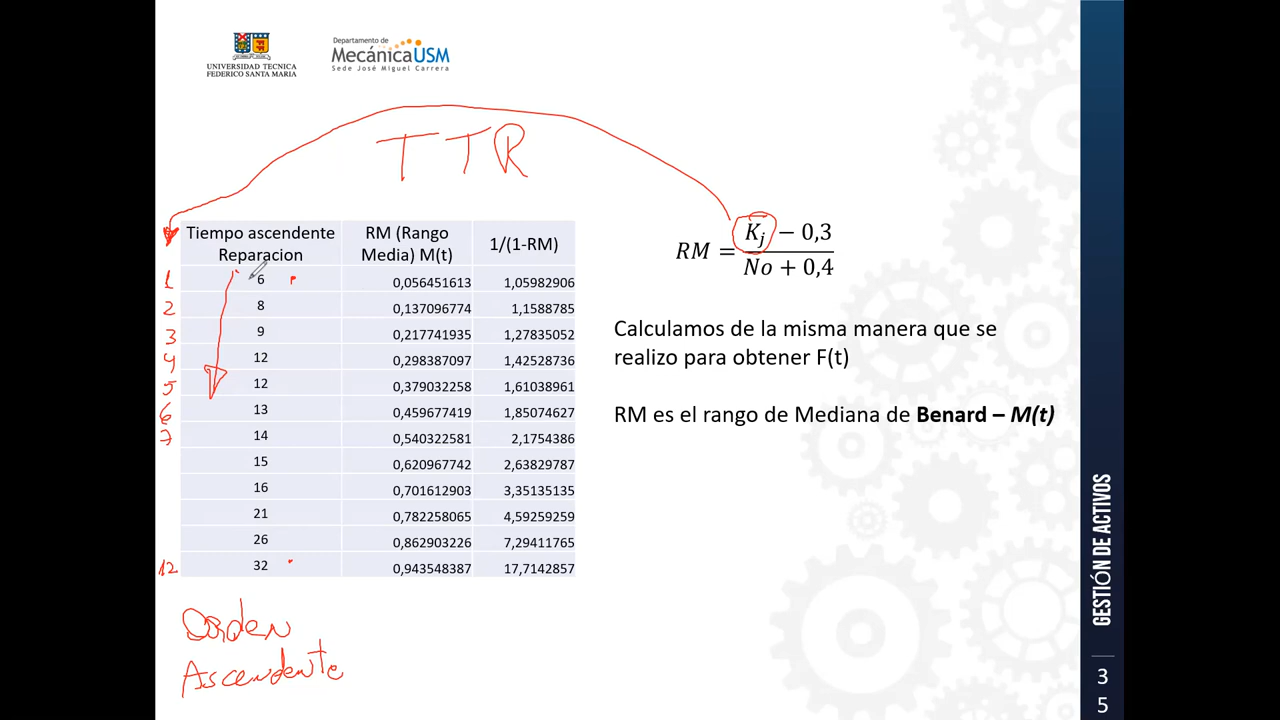 UNIVERSIDAD TECNICA
FEDERICO SANTA MARIA
Departamento de
MecánicaUSM
Sede José Miguel Carrera
TTR
Tiempo ascendente Reparacion RM (Rango Media) M(t) 1/(1-RM)
1 6 0,056451613 1,05982906
2 8 0,137096774 1,1588785
3 9 0,217741935 1,27835052
4 12 0,298387097 1,42528736
5 12 0,379032258 1,61038961
6 13 0,459677419 1,85074627
7 14 0,540322581 2,1754386
15 0,620967742 2,63829787
16 0,701612903 3,35135135
21 0,782258065 4,59259259
26 0,862903226 7,29411765
12 32 0,943548387 17,7142857
Orden
Ascendente
RM = (Kj − 0,3) / (No + 0,4)
Calculamos de la misma manera que se
realizo para obtener F(t)
RM es el rango de Mediana de Benard – M(t)
GESTIÓN DE ACTIVOS
3
5